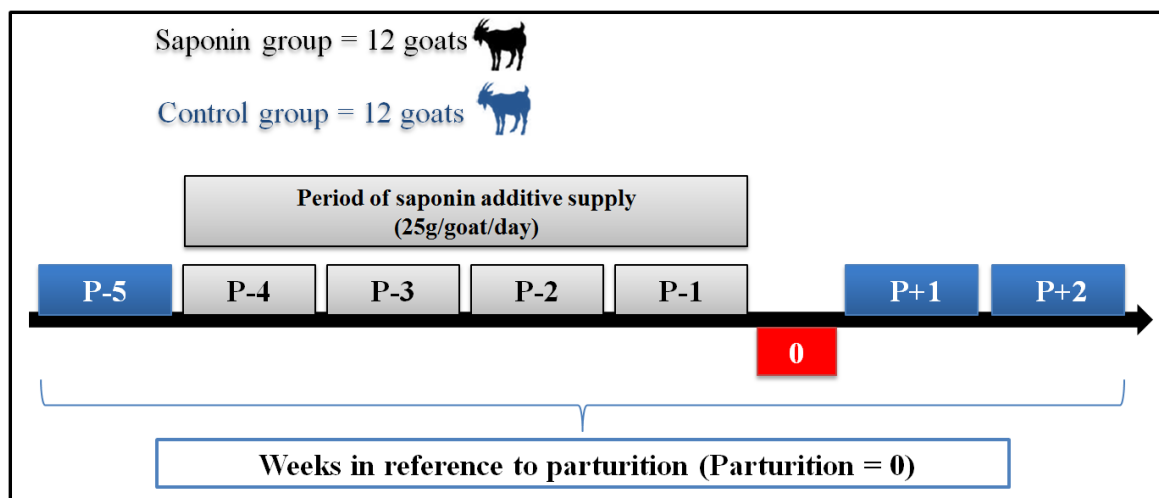 Saponin group = 12 goats
Control group = 12 goats
Period of saponin additive supply
(25g/goat/day)
P-5 P-4 P-3 P-2 P-1 P+1 P+2
0
Weeks in reference to parturition (Parturition = 0)